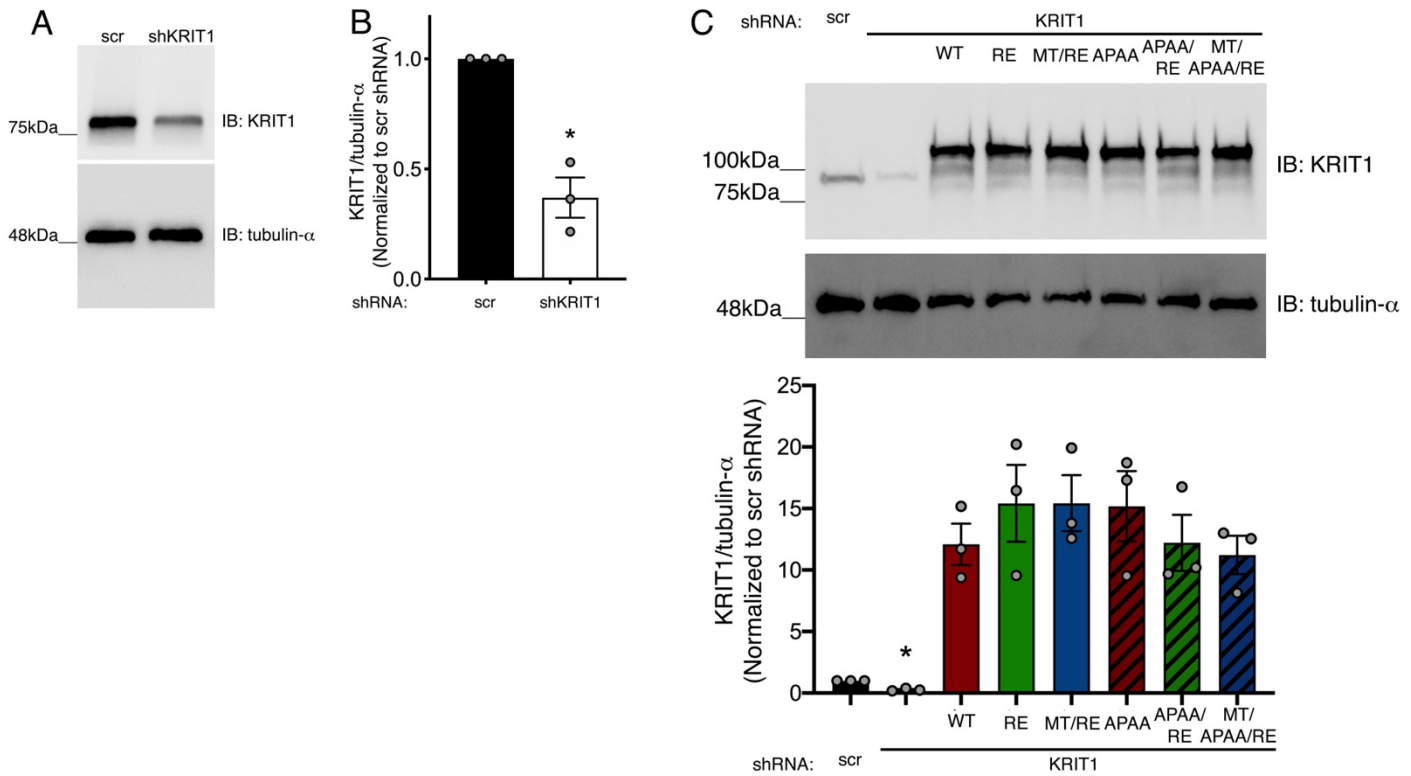 A
scr shKRIT1
75kDa
IB: KRIT1
48kDa
IB: tubulin-α
B
KRIT1/tubulin-α
(Normalized to scr shRNA)
1.0
0.5
0.0
*
shRNA: scr shKRIT1
C
shRNA: scr KRIT1
WT RE MT/RE APAA APAA/ MT/
RE APAA/RE
100kDa
75kDa
IB: KRIT1
48kDa
IB: tubulin-α
KRIT1/tubulin-α
(Normalized to scr shRNA)
25
20
15
10
5
0
*
WT RE MT/RE APAA APAA/ MT/
RE APAA/RE
shRNA: scr KRIT1